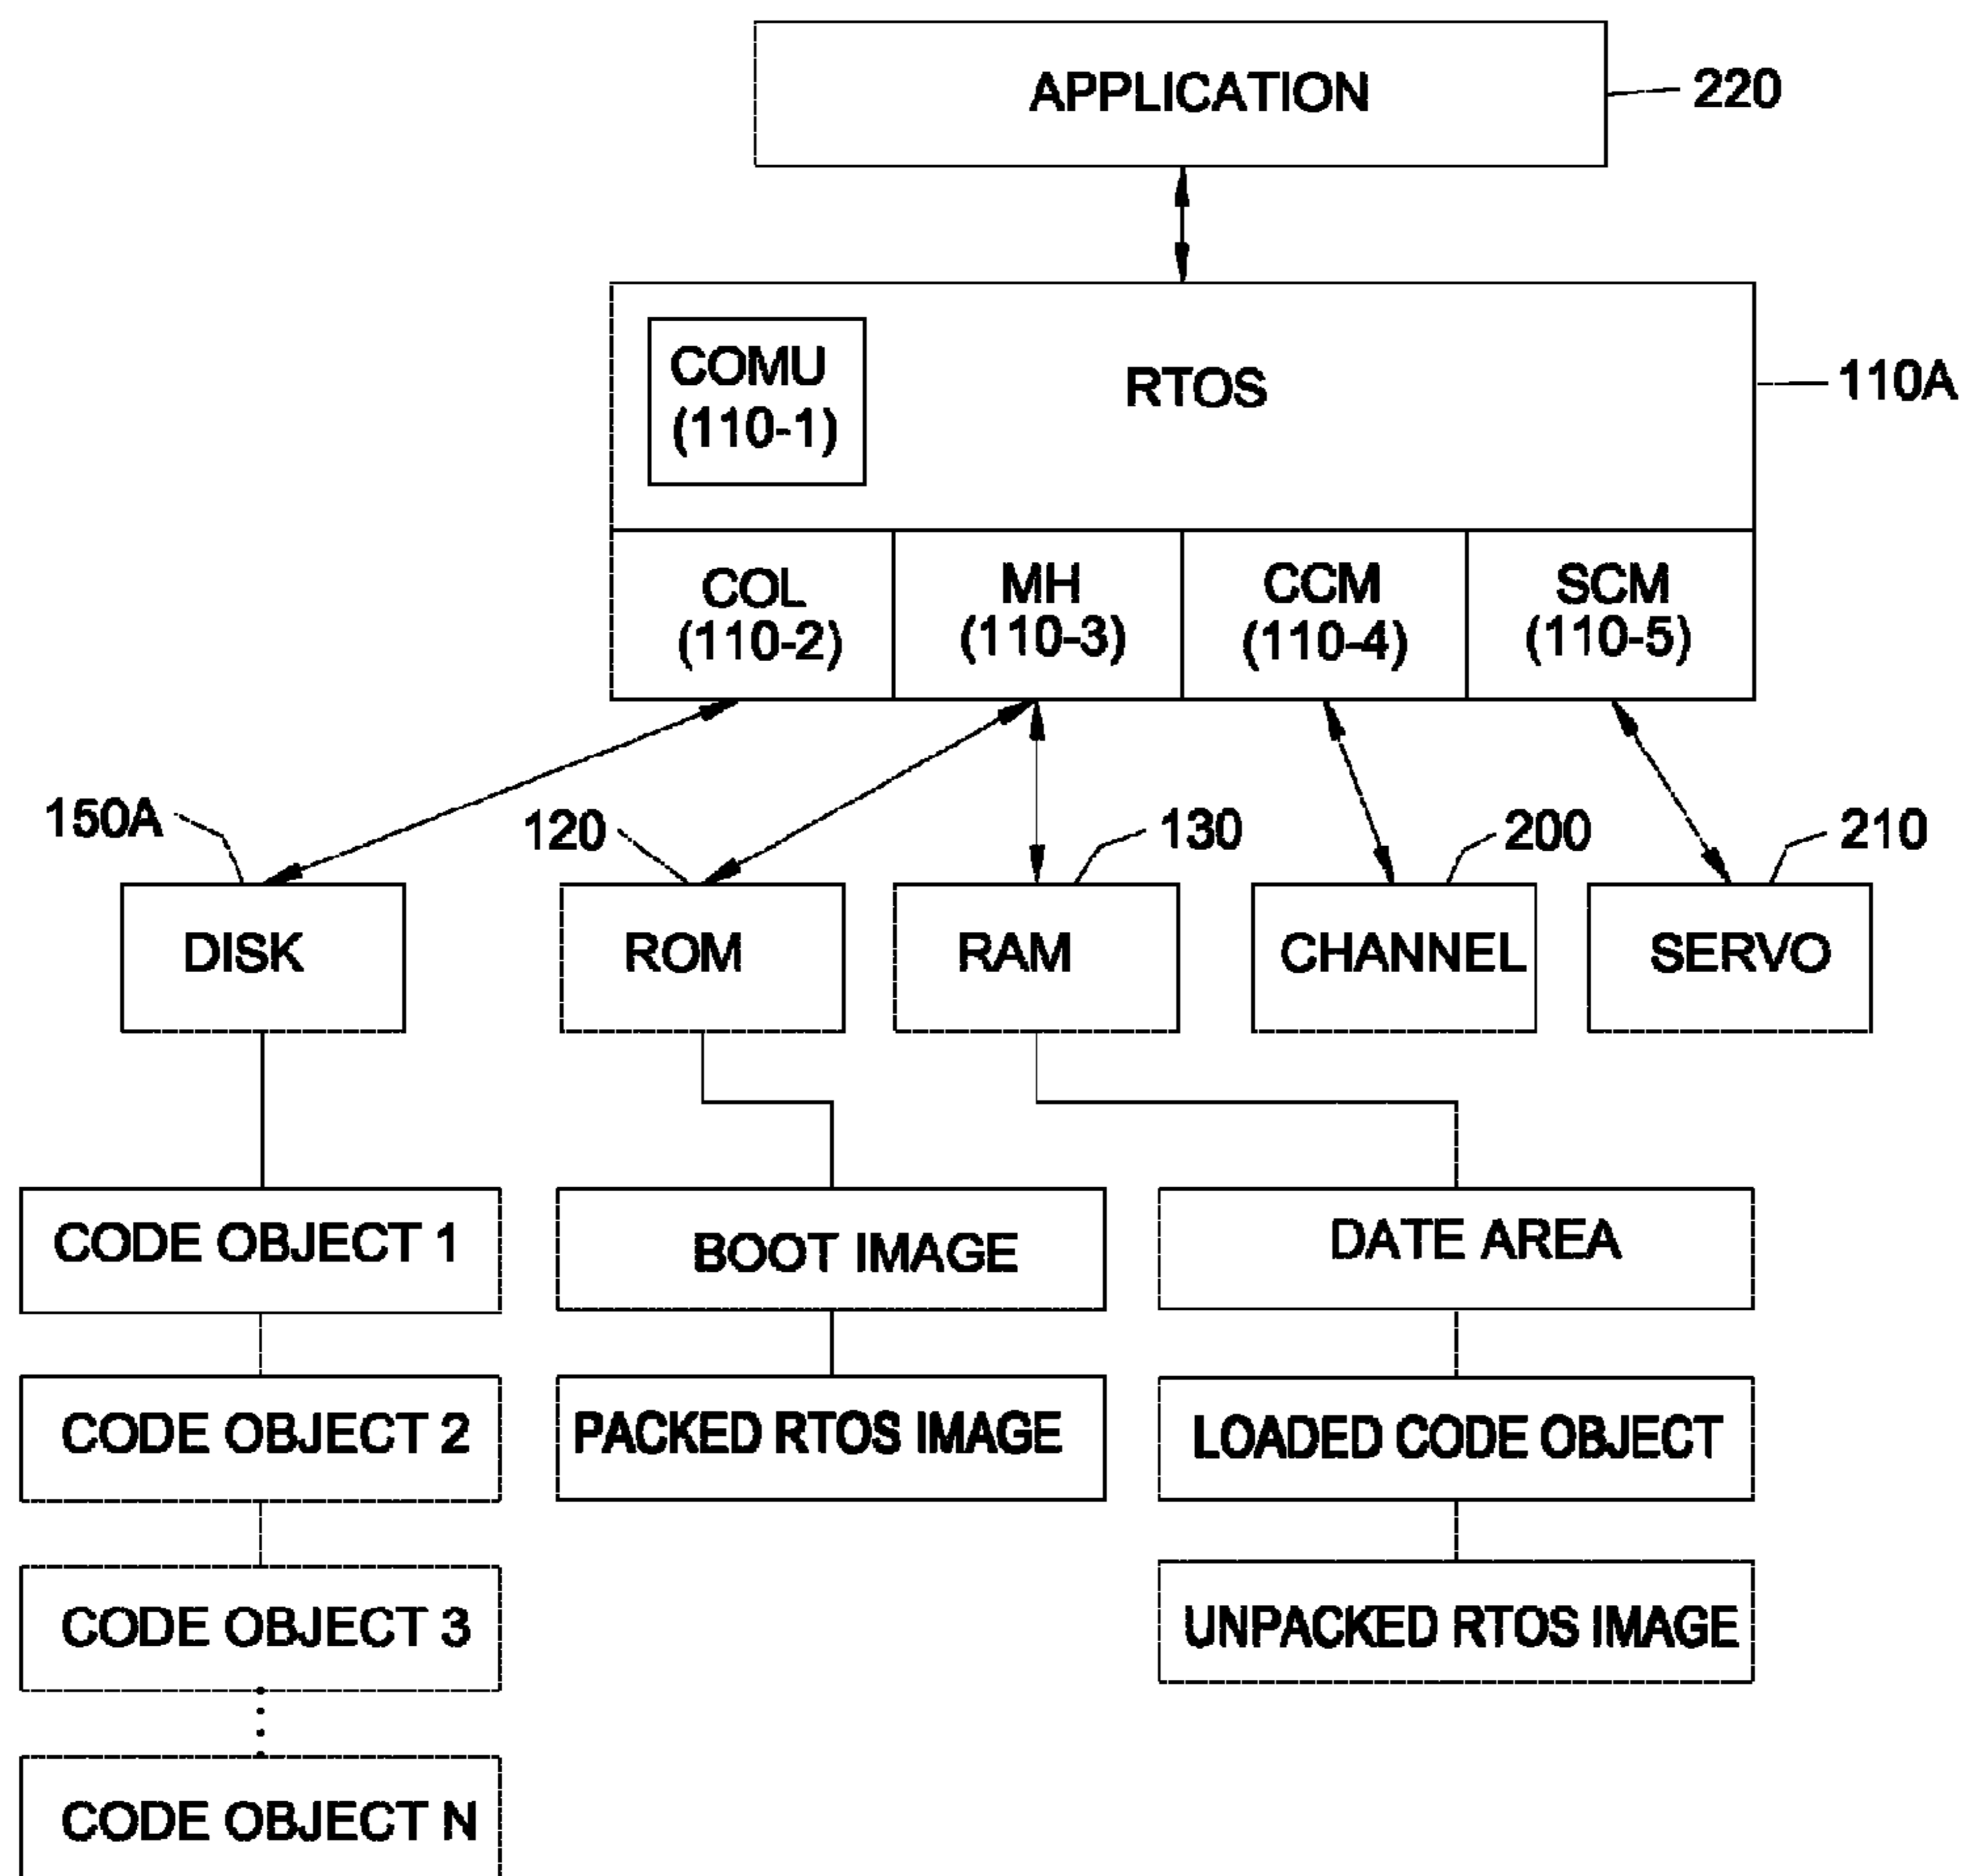 APPLICATION
220
COMU
(110-1)
RTOS
110A
COL
(110-2)
MH
(110-3)
CCM
(110-4)
SCM
(110-5)
150A
120
130
200
210
DISK
ROM
RAM
CHANNEL
SERVO
CODE OBJECT 1
BOOT IMAGE
DATE AREA
CODE OBJECT 2
PACKED RTOS IMAGE
LOADED CODE OBJECT
CODE OBJECT 3
UNPACKED RTOS IMAGE
CODE OBJECT N